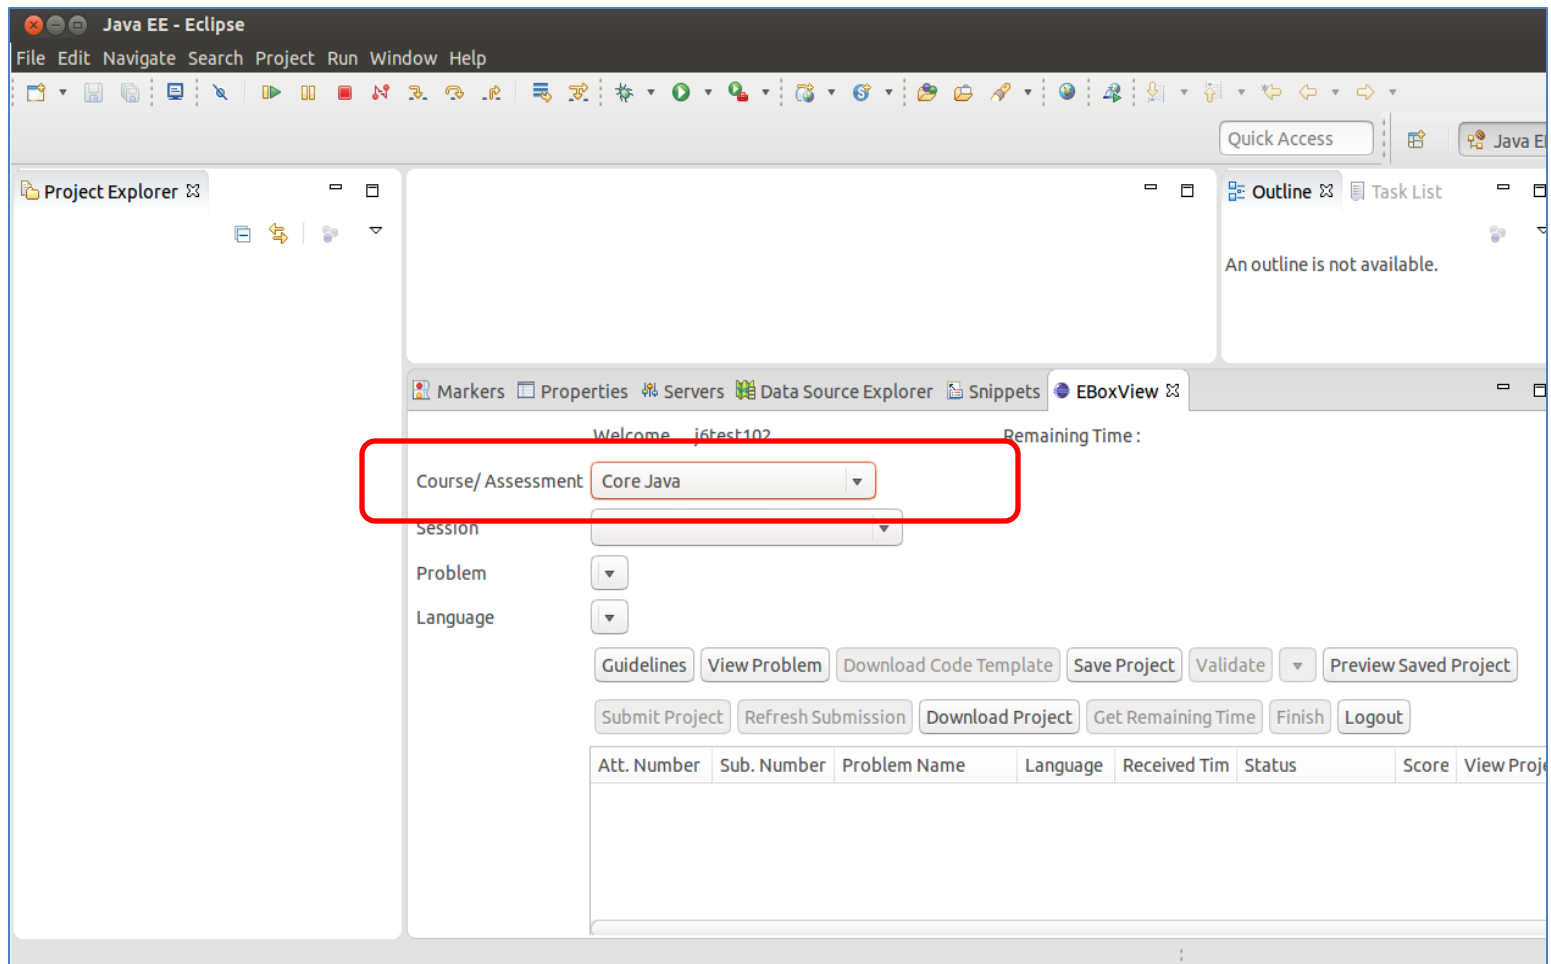 Java EE - Eclipse
File Edit Navigate Search Project Run Window Help
Quick Access
Java
Project Explorer
Outline Task List
An outline is not available.
Markers Properties Servers Data Source Explorer Snippets EBoxView
Welcome j6test102 Remaining Time :
Course/ Assessment Core Java
Session
Problem
Language
Guidelines View Problem Download Code Template Save Project Validate Preview Saved Project
Submit Project Refresh Submission Download Project Get Remaining Time Finish Logout
Att. Number Sub. Number Problem Name Language Received Tim Status Score View Proj